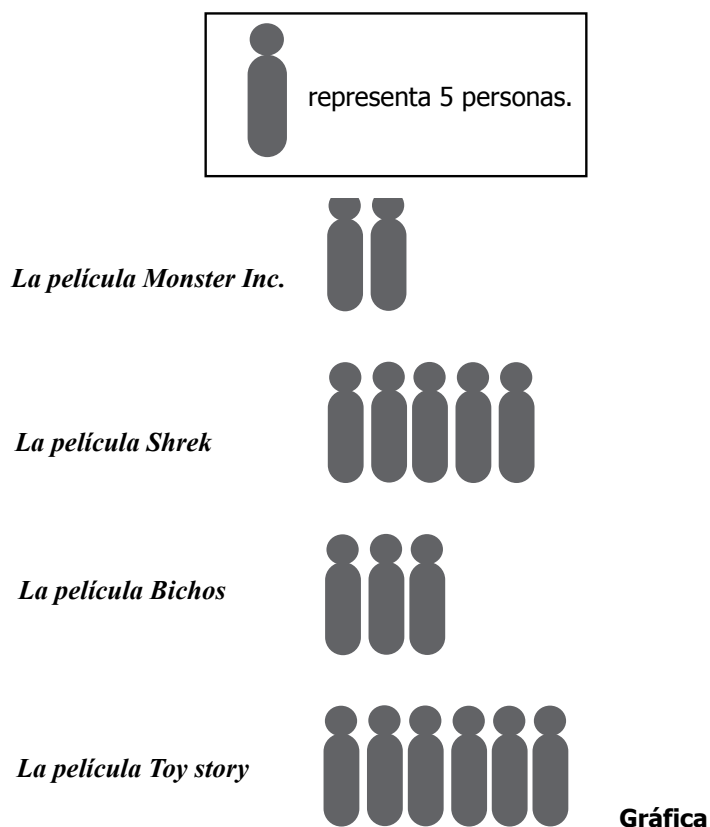 representa 5 personas.
La película Monster Inc.
La película Shrek
La película Bichos
La película Toy story
Gráfica